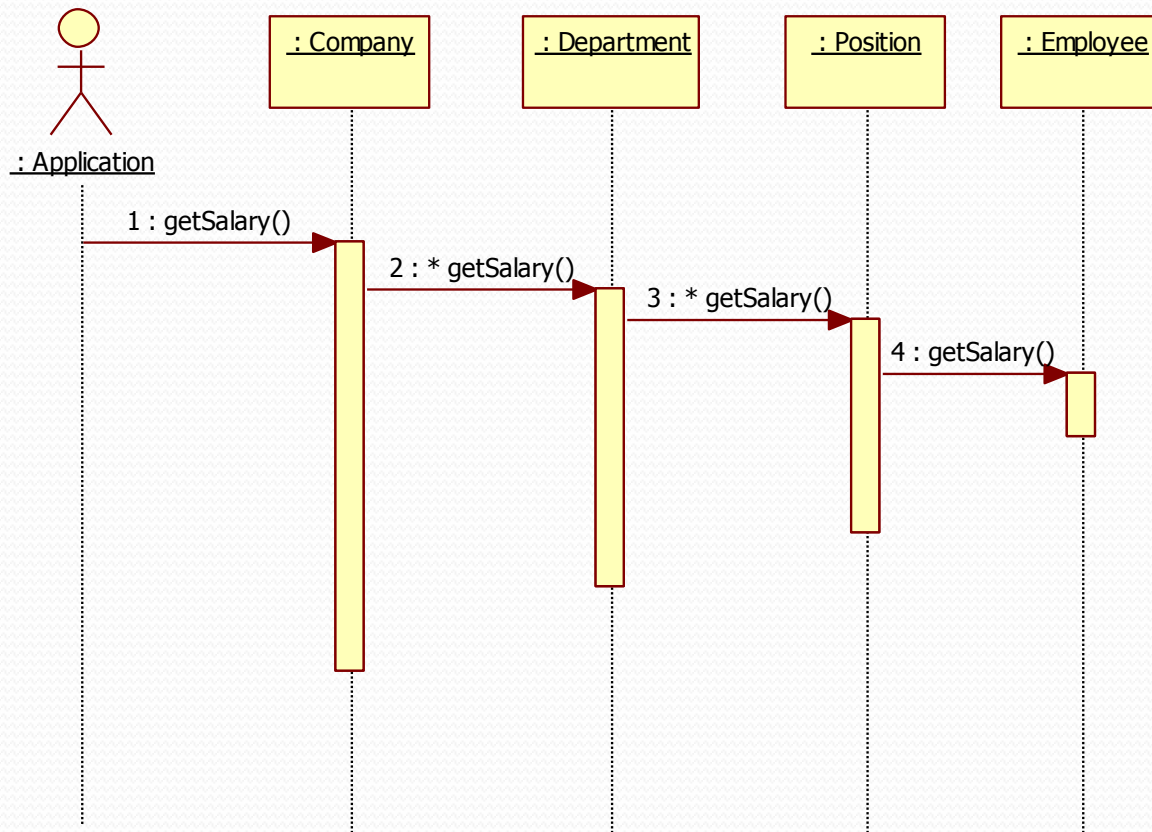 : Company
: Department
: Position
: Employee
: Application
1 : getSalary()
2 : * getSalary()
3 : * getSalary()
4 : getSalary()